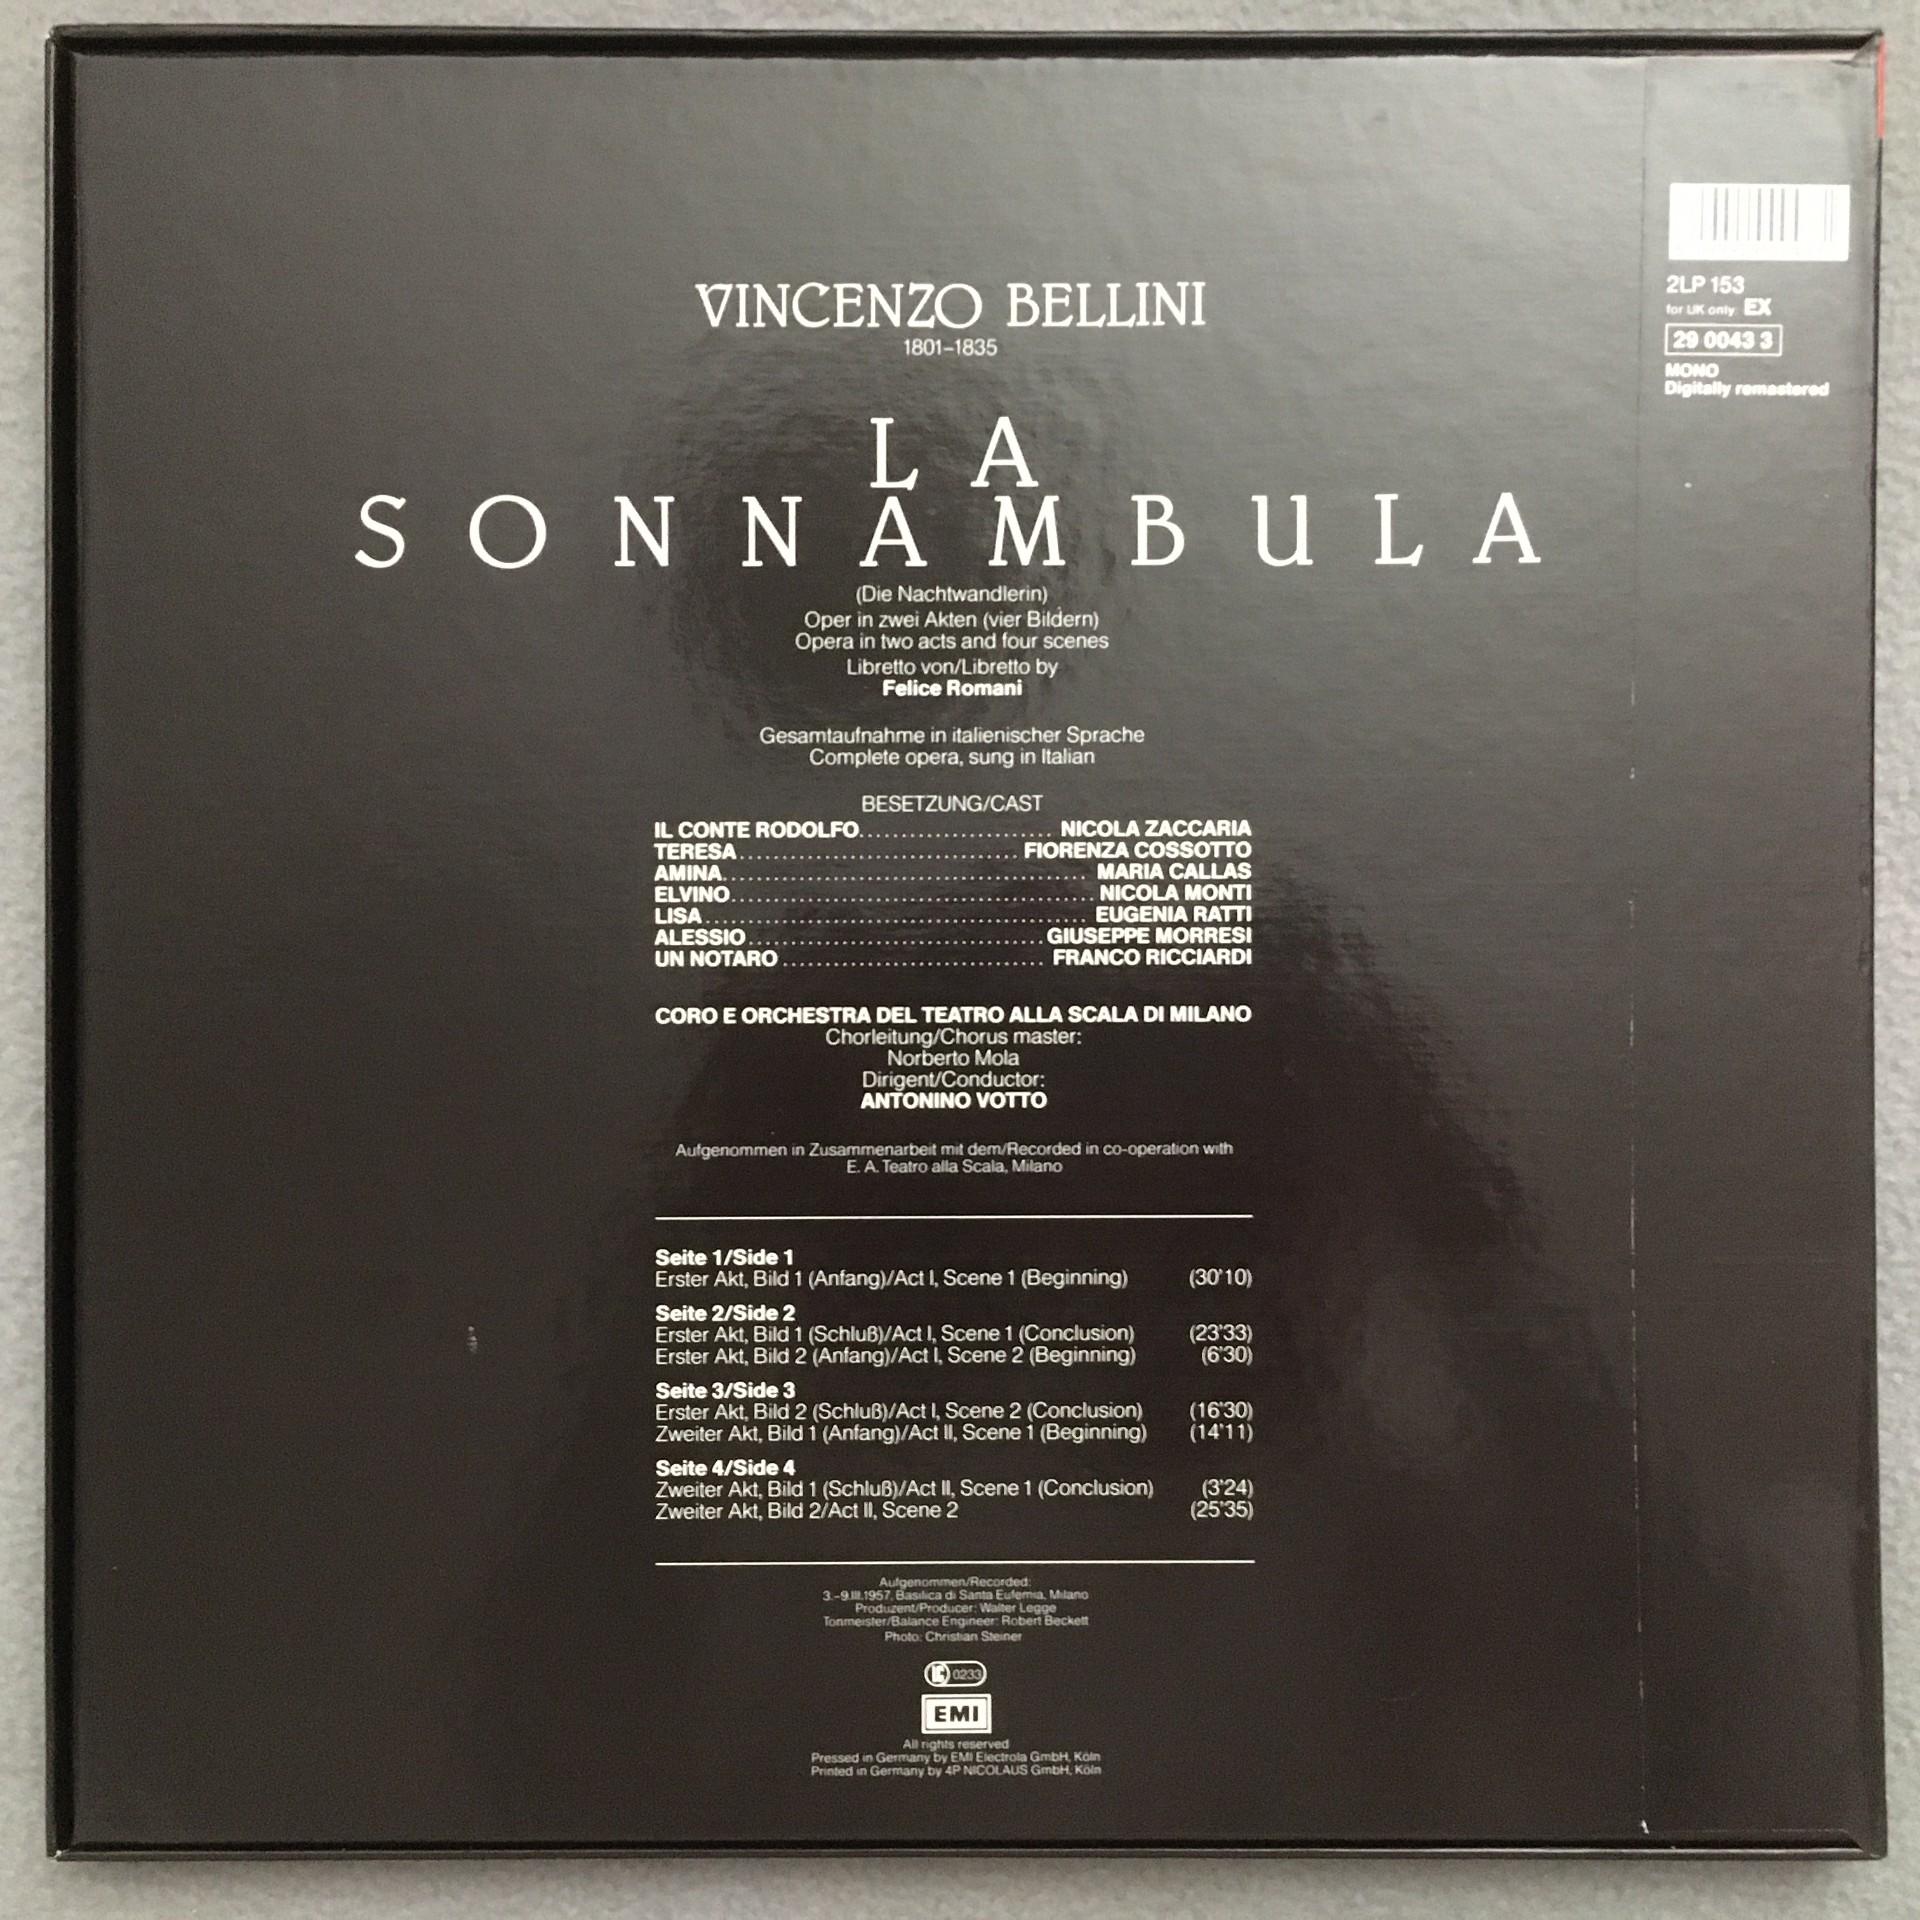 VINCENZO BELLINI
1801–1835
LA
SONNAMBULA
(Die Nachtwandlerin)
Oper in zwei Akten (vier Bildern)
Opera in two acts and four scenes
Libretto von/Libretto by
Felice Romani
Gesamtaufnahme in italienischer Sprache
Complete opera, sung in Italian
BESETZUNG/CAST
IL CONTE RODOLFO....................... NICOLA ZACCARIA
TERESA................................. FIORENZA COSSOTTO
AMINA........................................... MARIA CALLAS
ELVINO........................................... NICOLA MONTI
LISA............................................. EUGENIA RATTI
ALESSIO...................................GIUSEPPE MORRESI
UN NOTARO............................... FRANCO RICCIARDI
CORO E ORCHESTRA DEL TEATRO ALLA SCALA DI MILANO
Chorleitung/Chorus master:
Norberto Mola
Dirigent/Conductor:
ANTONINO VOTTO
Aufgenommen in Zusammenarbeit mit dem/Recorded in co-operation with
E. A. Teatro alla Scala, Milano
Seite 1/Side 1
Erster Akt, Bild 1 (Anfang)/Act I, Scene 1 (Beginning) (30'10)
Seite 2/Side 2
Erster Akt, Bild 1 (Schluß)/Act I, Scene 1 (Conclusion) (23'33)
Erster Akt, Bild 2 (Anfang)/Act I, Scene 2 (Beginning) (6'30)
Seite 3/Side 3
Erster Akt, Bild 2 (Schluß)/Act I, Scene 2 (Conclusion) (16'30)
Zweiter Akt, Bild 1 (Anfang)/Act II, Scene 1 (Beginning) (14'11)
Seite 4/Side 4
Zweiter Akt, Bild 1 (Schluß)/Act II, Scene 1 (Conclusion) (3'24)
Zweiter Akt, Bild 2/Act II, Scene 2 (25'35)
Aufgenommen/Recorded:
3.–9.III.1957, Basilica di Santa Eufemia, Milano
Produzent/Producer: Walter Legge
Tonmeister/Balance Engineer: Robert Beckett
Photo: Christian Steiner
LC 0233
EMI
All rights reserved
Pressed in Germany by EMI Electrola GmbH, Köln
Printed in Germany by 4P NICOLAUS GmbH, Köln
2LP 153
for UK only EX
29 0043 3
MONO
Digitally remastered